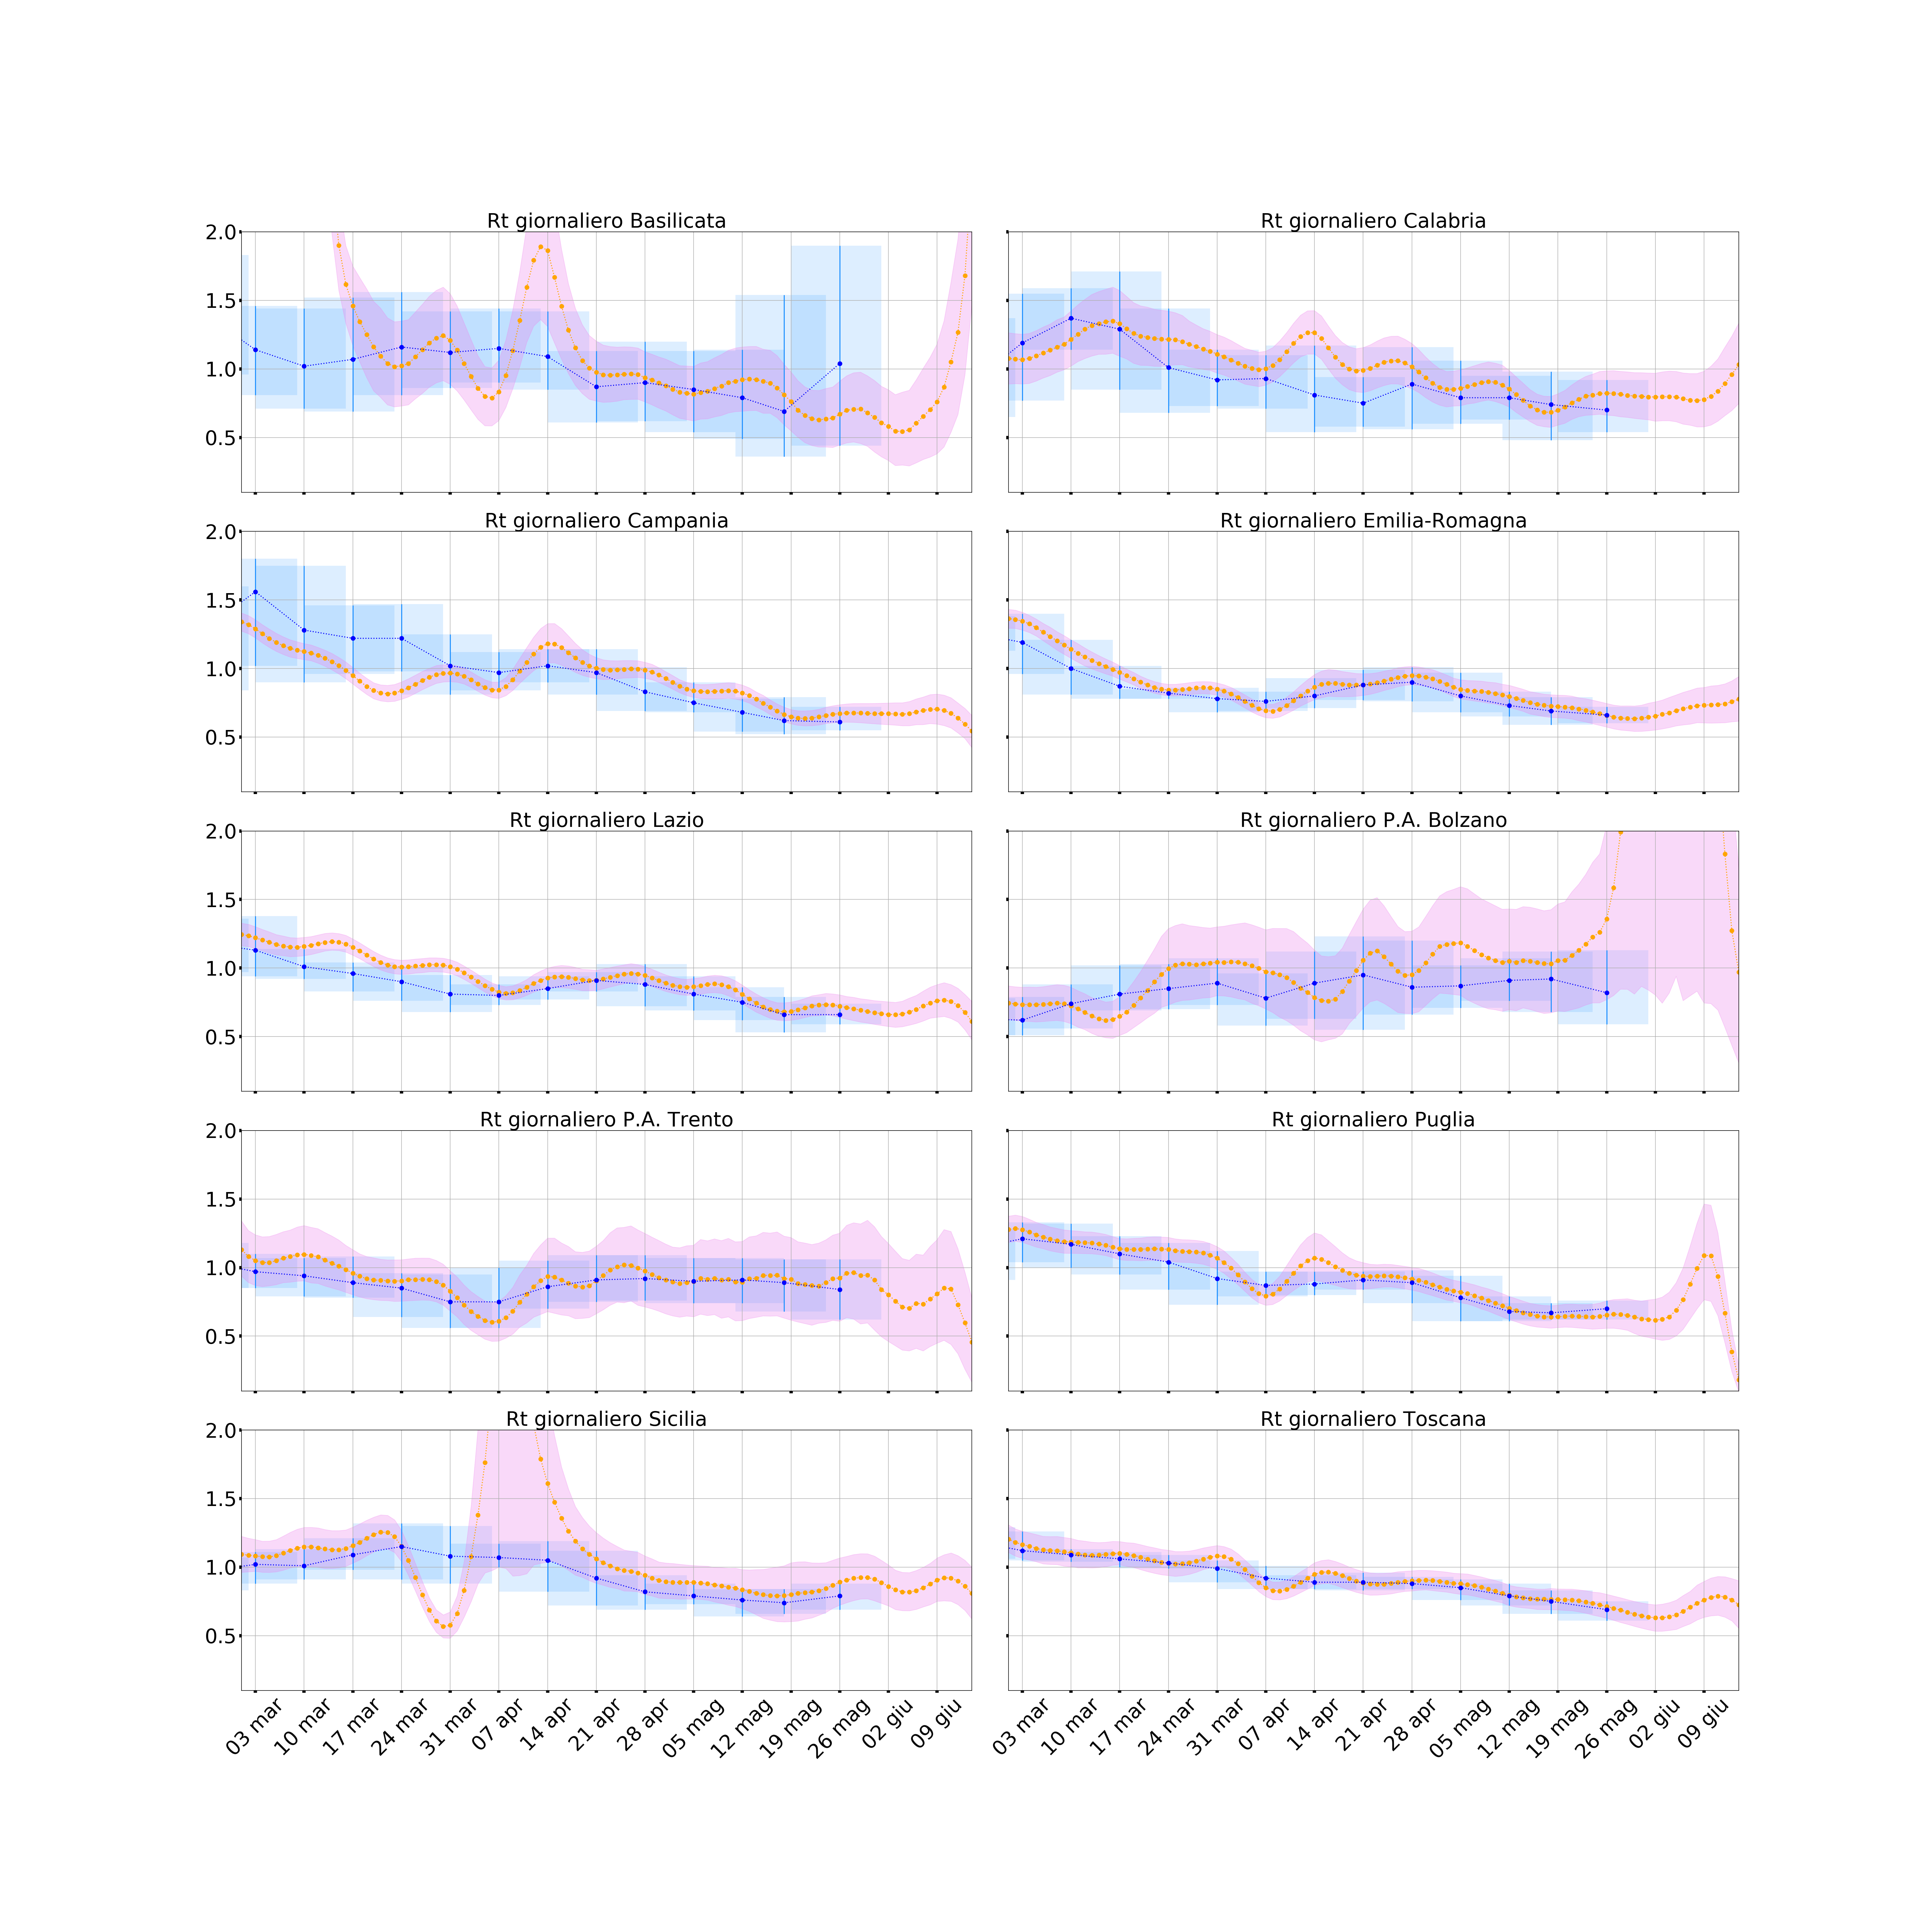 Rt giornaliero Basilicata
Rt giornaliero Calabria
2.0
1.5
1.0
0.5
Rt giornaliero Campania
Rt giornaliero Emilia-Romagna
2.0
1.5
1.0
0.5
Rt giornaliero Lazio
Rt giornaliero P.A. Bolzano
2.0
1.5
1.0
0.5
Rt giornaliero P.A. Trento
Rt giornaliero Puglia
2.0
1.5
1.0
0.5
Rt giornaliero Sicilia
Rt giornaliero Toscana
2.0
1.5
1.0
0.5
03 mar
10 mar
17 mar
24 mar
31 mar
07 apr
14 apr
21 apr
28 apr
05 mag
12 mag
19 mag
26 mag
02 giu
09 giu
03 mar
10 mar
17 mar
24 mar
31 mar
07 apr
14 apr
21 apr
28 apr
05 mag
12 mag
19 mag
26 mag
02 giu
09 giu